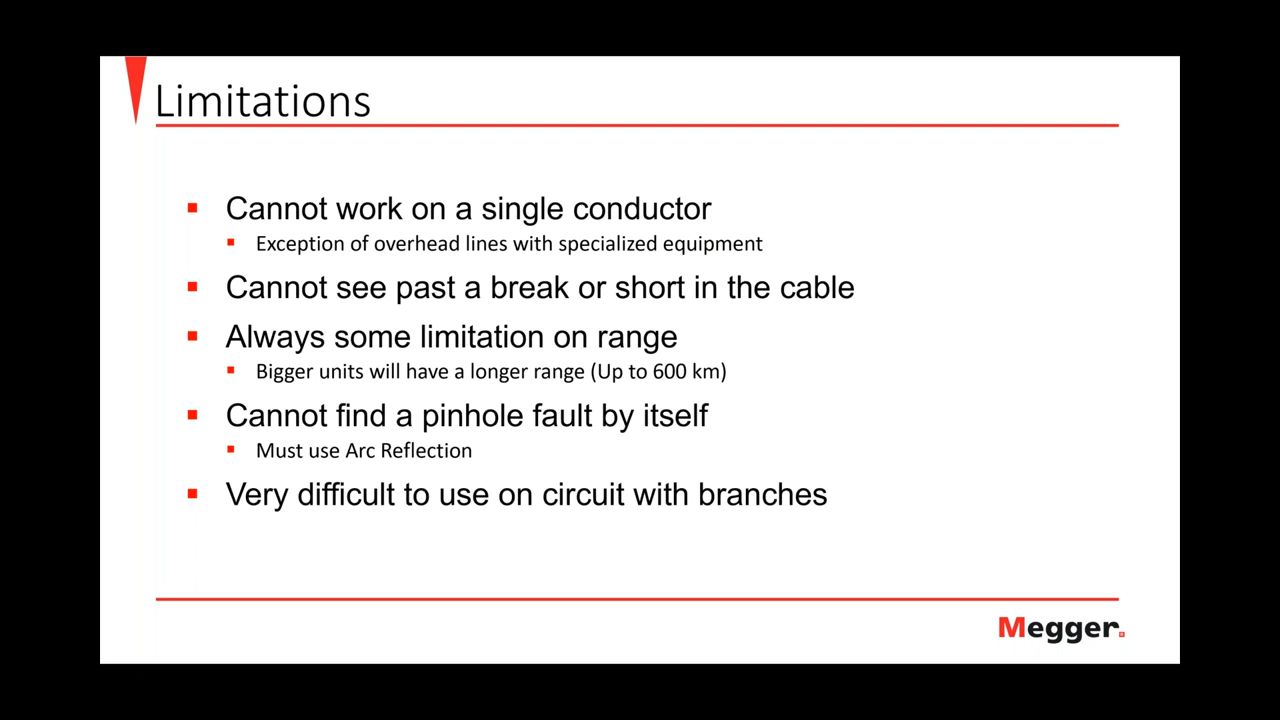 Limitations
Cannot work on a single conductor
Exception of overhead lines with specialized equipment
Cannot see past a break or short in the cable
Always some limitation on range
Bigger units will have a longer range (Up to 600 km)
Cannot find a pinhole fault by itself
Must use Arc Reflection
Very difficult to use on circuit with branches
Megger.